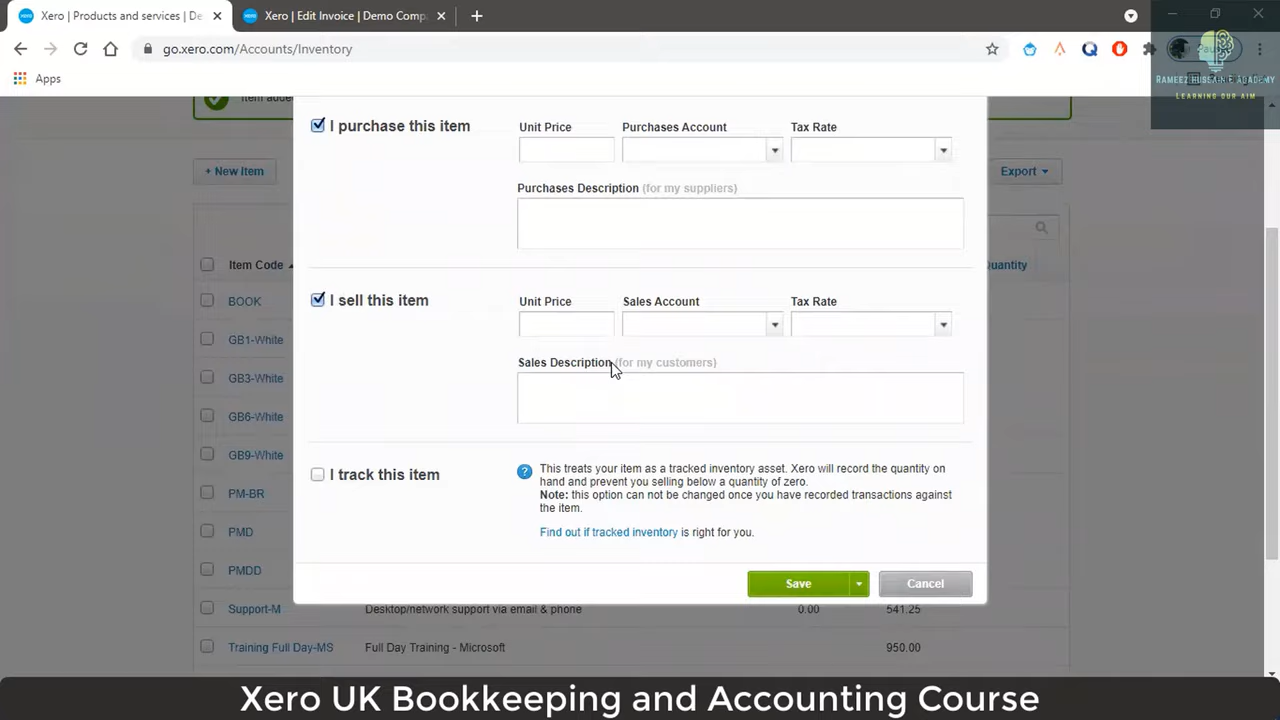 Xero | Products and services | De
Xero | Edit Invoice | Demo Comp
go.xero.com/Accounts/Inventory
Apps
RAMEEZ HUSSAIN ACADEMY
LEARNING OUR AIM
Item added
I purchase this item
Unit Price
Purchases Account
Tax Rate
+ New Item
Export
Purchases Description (for my suppliers)
Item Code
Quantity
I sell this item
Unit Price
Sales Account
Tax Rate
BOOK
GB1-White
Sales Description (for my customers)
GB3-White
GB6-White
GB9-White
I track this item
This treats your item as a tracked inventory asset. Xero will record the quantity on
hand and prevent you selling below a quantity of zero.
Note: this option can not be changed once you have recorded transactions against
the item.
PM-BR
PMD
Find out if tracked inventory is right for you.
PMDD
Save
Cancel
Support-M
Desktop/network support via email & phone
0.00
541.25
Training Full Day-MS
Full Day Training - Microsoft
950.00
Xero UK Bookkeeping and Accounting Course